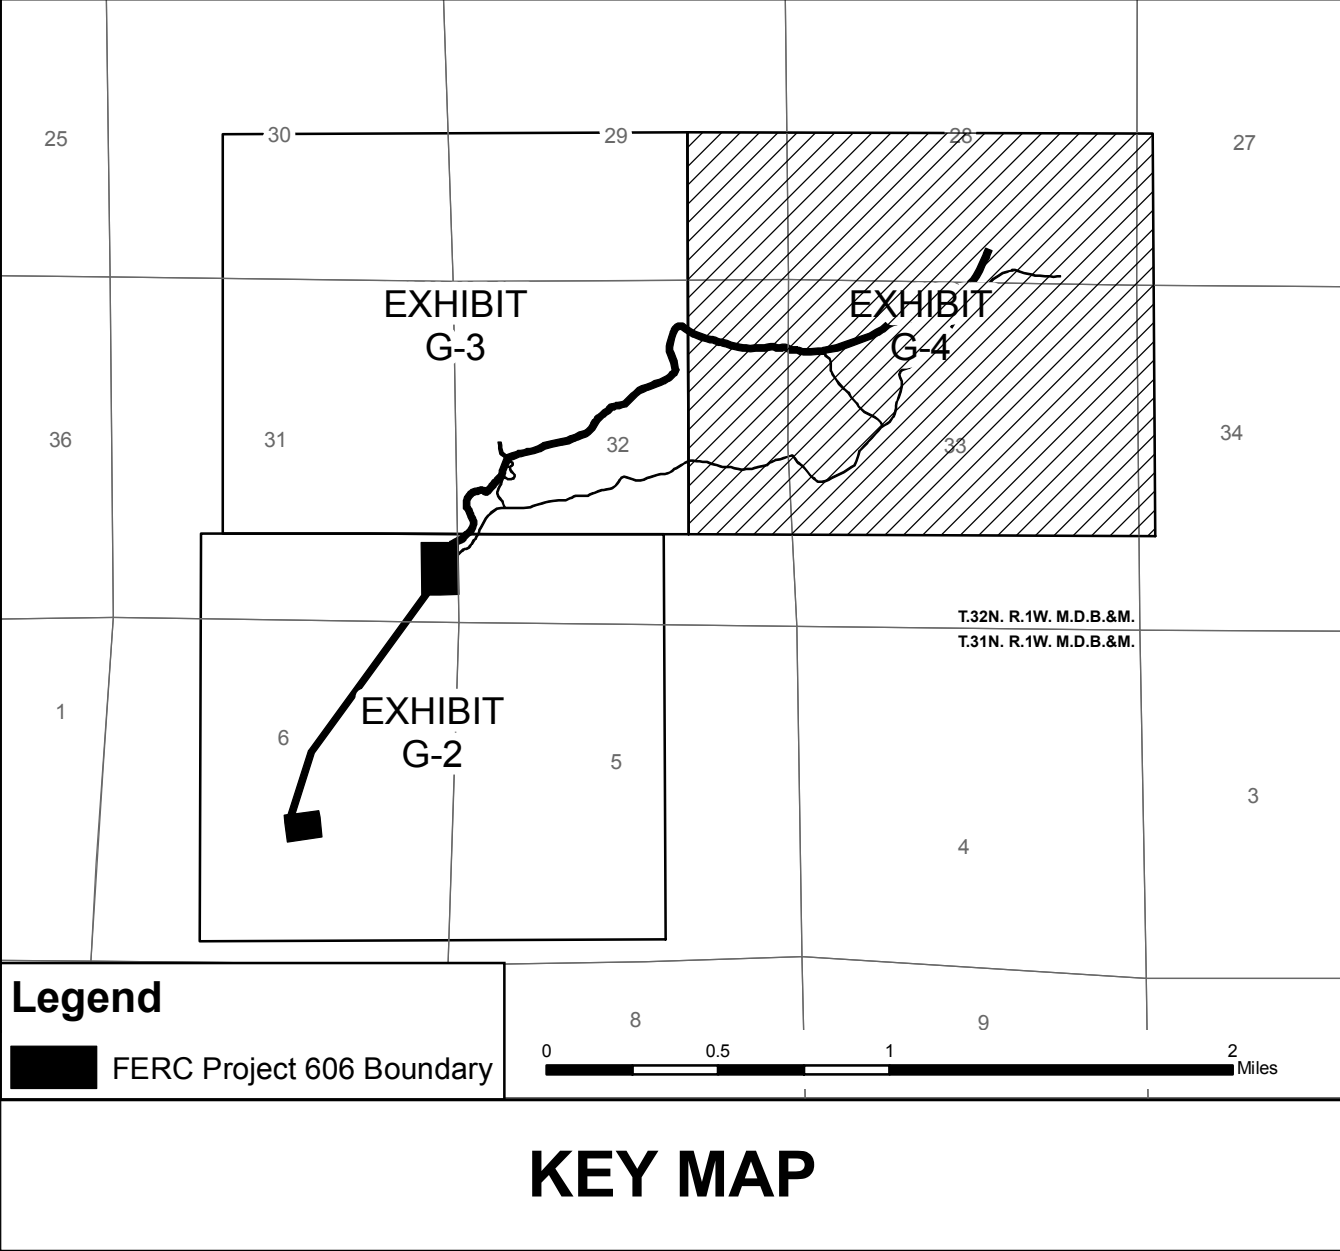 25
30
29
28
27
EXHIBIT
G-3
EXHIBIT
G-4
36
31
32
33
34
T.32N. R.1W. M.D.B.&M.
T.31N. R.1W. M.D.B.&M.
1
6
EXHIBIT
G-2
5
4
3
Legend
FERC Project 606 Boundary
8
9
0 0.5 1 2
Miles
KEY MAP